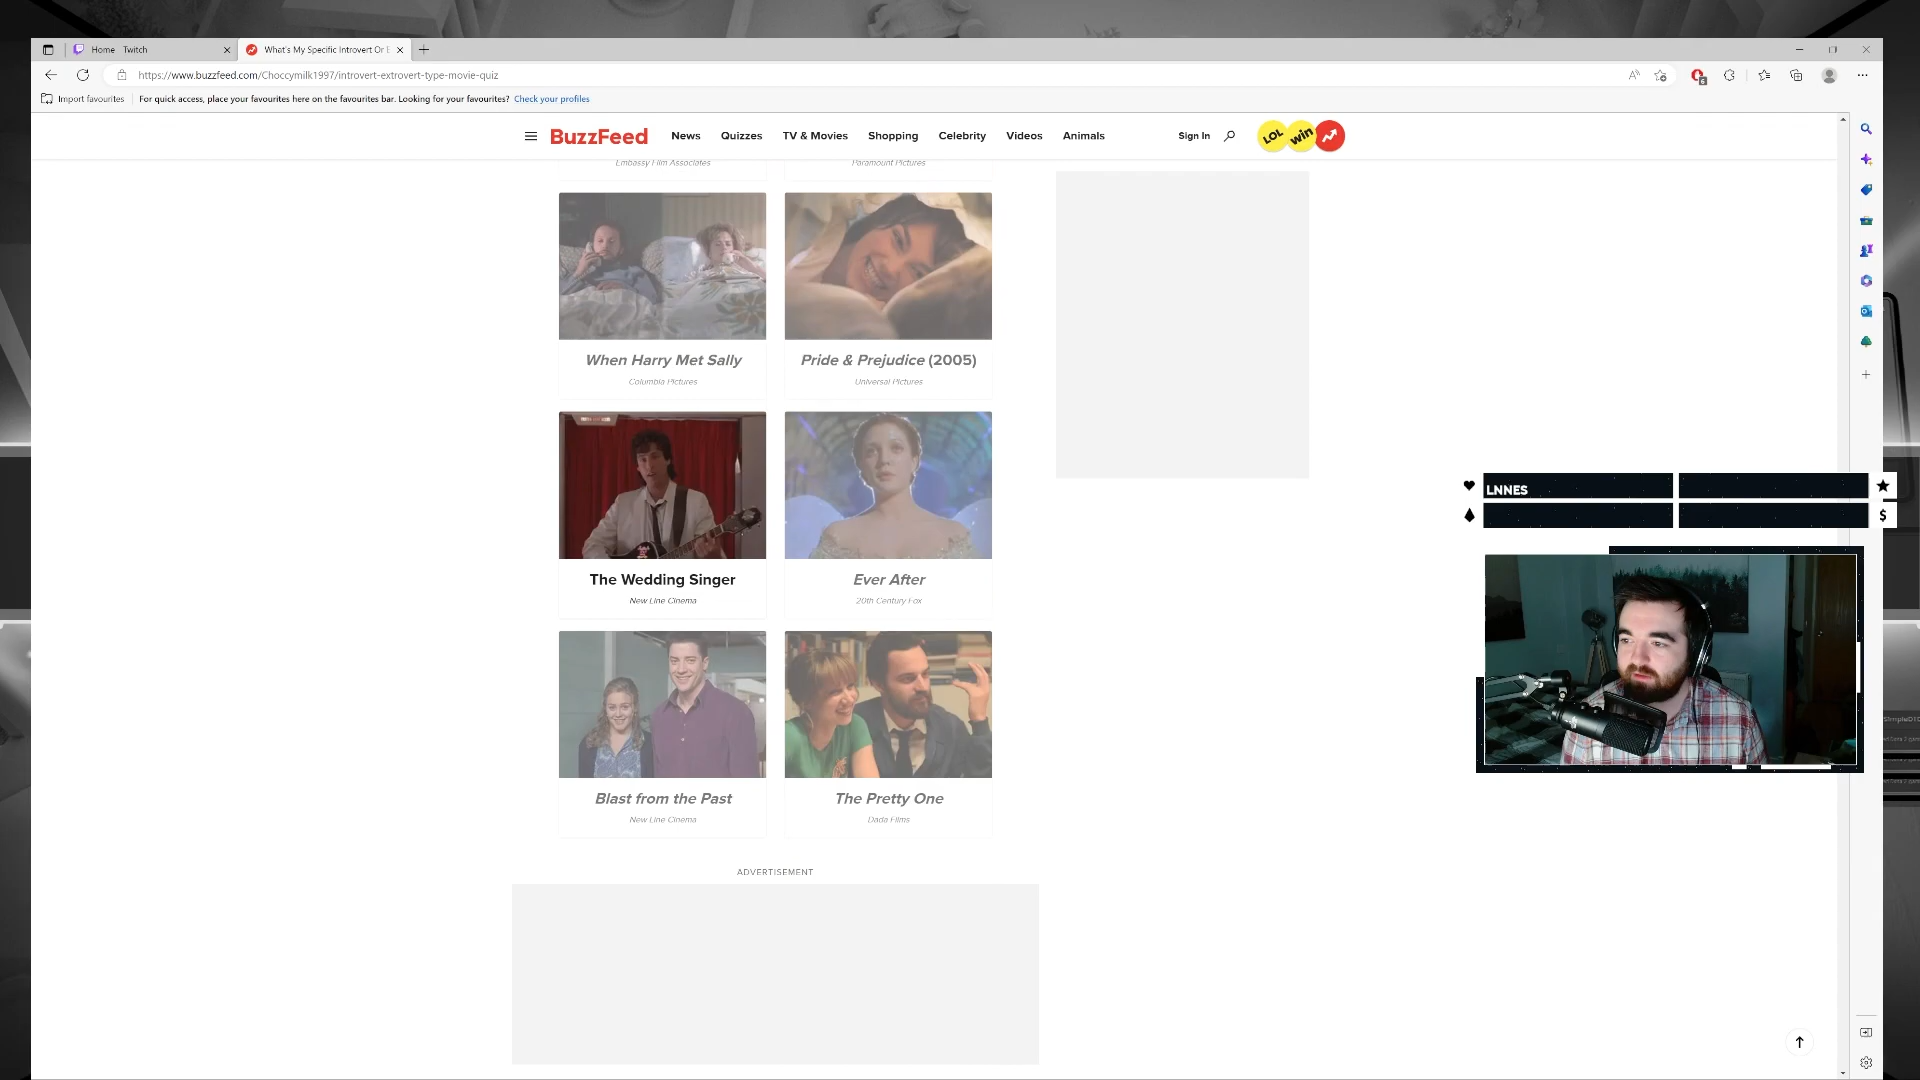 Home Twitch
What's My Specific Introvert Or E
https://www.buzzfeed.com/Choccymilk1997/introvert-extrovert-type-movie-quiz
Import favourites
For quick access, place your favourites here on the favourites bar. Looking for your favourites? Check your profiles
BuzzFeed
News
Quizzes
TV & Movies
Shopping
Celebrity
Videos
Animals
Sign In
LOL
win
Embassy Film Associates
Paramount Pictures
When Harry Met Sally
Columbia Pictures
Pride & Prejudice (2005)
Universal Pictures
LNNES
$
The Wedding Singer
New Line Cinema
Ever After
20th Century Fox
Blast from the Past
New Line Cinema
The Pretty One
Dada Films
ADVERTISEMENT